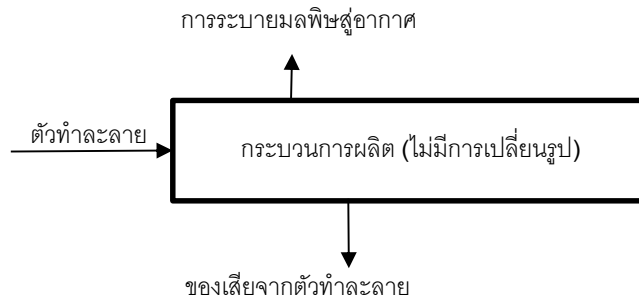 การระบายมลพิษสู่อากาศ
ตัวทำละลาย
กระบวนการผลิต (ไม่มีการเปลี่ยนรูป)
ของเสียจากตัวทำละลาย